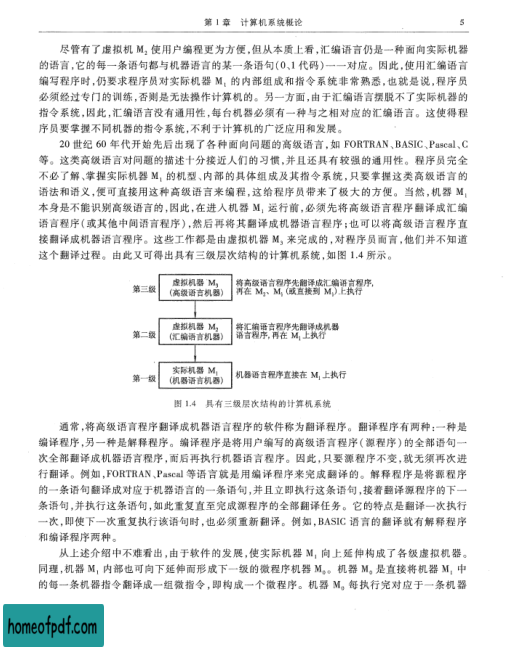 第 1 章 计算机系统概论 5
尽管有了虚拟机 M₂ 使用户编程更为方便,但从本质上看,汇编语言仍是一种面向实际机器
的语言,它的每一条语句都与机器语言的某一条语句(0、1 代码)一一对应。因此,使用汇编语言
编写程序时,仍要求程序员对实际机器 M₁ 的内部组成和指令系统非常熟悉,也就是说,程序员
必须经过专门的训练,否则是无法操作计算机的。另一方面,由于汇编语言摆脱不了实际机器的
指令系统,因此,汇编语言没有通用性,每台机器必须有一种与之相对应的汇编语言。这使得程
序员要掌握不同机器的指令系统,不利于计算机的广泛应用和发展。
20 世纪 60 年代开始先后出现了各种面向问题的高级语言,如 FORTRAN、BASIC、Pascal、C
等。这类高级语言对问题的描述十分接近人们的习惯,并且还具有较强的通用性。程序员完全
不必了解、掌握实际机器 M₁ 的机型、内部的具体组成及其指令系统,只要掌握这类高级语言的
语法和语义,便可直接用这种高级语言来编程,这给程序员带来了极大的方便。当然,机器 M₁
本身是不能识别高级语言的,因此,在进入机器 M₁ 运行前,必须先将高级语言程序翻译成汇编
语言程序(或其他中间语言程序),然后再将其翻译成机器语言程序;也可以将高级语言程序直
接翻译成机器语言程序。这些工作都是由虚拟机器 M₃ 来完成的,对程序员而言,他们并不知道
这个翻译过程。由此又可得出具有三级层次结构的计算机系统,如图 1.4 所示。
第三级
虚拟机器 M₃
(高级语言机器)
将高级语言程序先翻译成汇编语言程序,
再在 M₂、M₁ (或直接到 M₁)上执行
第二级
虚拟机器 M₂
(汇编语言机器)
将汇编语言程序先翻译成机器
语言程序, 再在 M₁上执行
第一级
实际机器 M₁
(机器语言机器)
机器语言程序直接在 M₁上执行
图 1.4 具有三级层次结构的计算机系统
通常,将高级语言程序翻译成机器语言程序的软件称为翻译程序。翻译程序有两种:一种是
编译程序,另一种是解释程序。编译程序是将用户编写的高级语言程序(源程序)的全部语句一
次全部翻译成机器语言程序,而后再执行机器语言程序。因此,只要源程序不变,就无须再次进
行翻译。例如,FORTRAN、Pascal 等语言就是用编译程序来完成翻译的。解释程序是将源程序
的一条语句翻译成对应于机器语言的一条语句,并且立即执行这条语句,接着翻译源程序的下一
条语句,并执行这条语句,如此重复直至完成源程序的全部翻译任务。它的特点是翻译一次执行
一次,即使下一次重复执行该语句时,也必须重新翻译。例如,BASIC 语言的翻译就有解释程序
和编译程序两种。
从上述介绍中不难看出,由于软件的发展,使实际机器 M₁ 向上延伸构成了各级虚拟机器。
同理,机器 M₁ 内部也可向下延伸而形成下一级的微程序机器 M₀。机器 M₀ 是直接将机器 M₁ 中
的每一条机器指令翻译成一组微指令,即构成一个微程序。机器 M₀ 每执行完对应于一条机器
homeofpdf.com